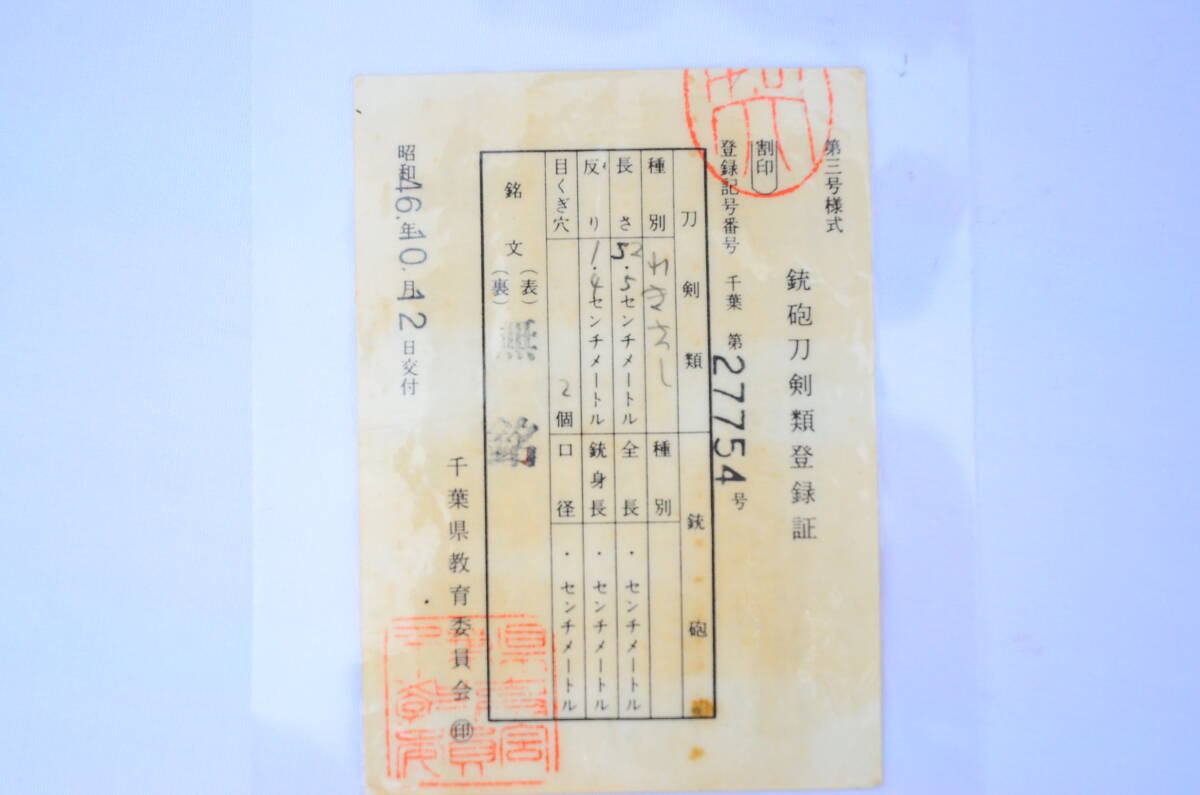 第三号様式
銃砲刀剣類登録証
割印
登録記号番号 千葉 第27754号
刀剣類
種別 わきざし
長さ 52.5センチメートル
反り 1.4センチメートル
目くぎ穴 2個
銃砲
種別
全長 ・ センチメートル
銃身長 ・ センチメートル
口径 ・ センチメートル
銘文 (表) (裏) 無銘
千葉県教育委員会 印
昭和46.年10.月12日交付